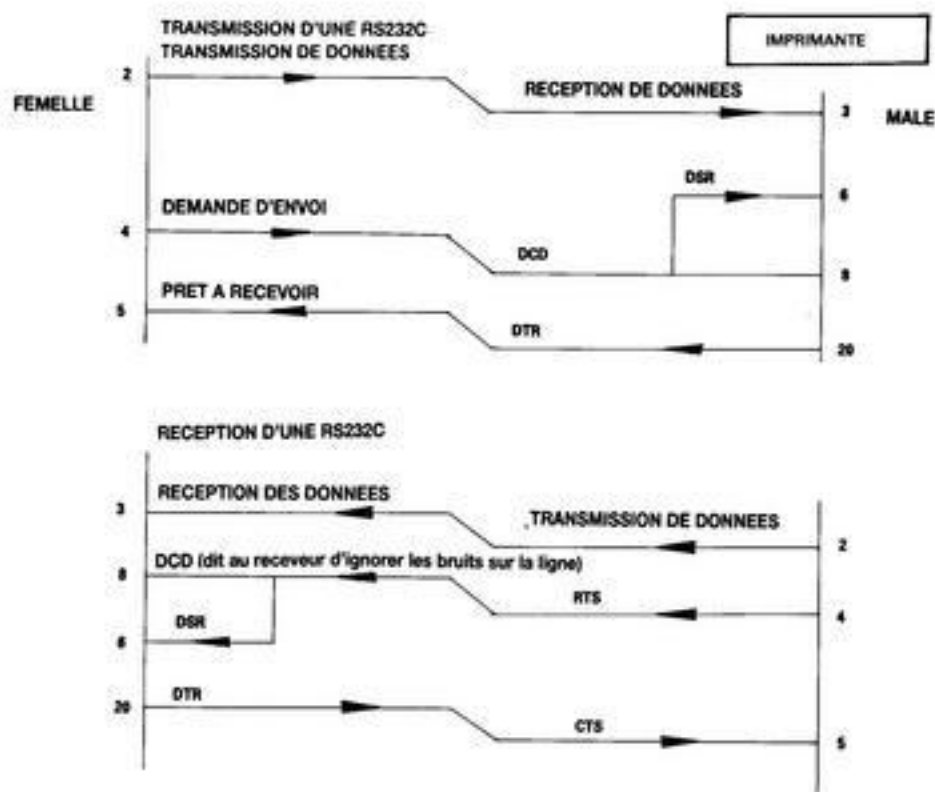 TRANSMISSION D'UNE RS232C
TRANSMISSION DE DONNEES
IMPRIMANTE
2
FEMELLE
RECEPTION DE DONNEES
3
MALE
DSR
6
DEMANDE D'ENVOI
4
DCD
8
PRET A RECEVOIR
5
DTR
20
RECEPTION D'UNE RS232C
3
RECEPTION DES DONNEES
TRANSMISSION DE DONNEES
2
8
DCD (dit au receveur d'ignorer les bruits sur la ligne)
RTS
4
DSR
6
20
DTR
CTS
5